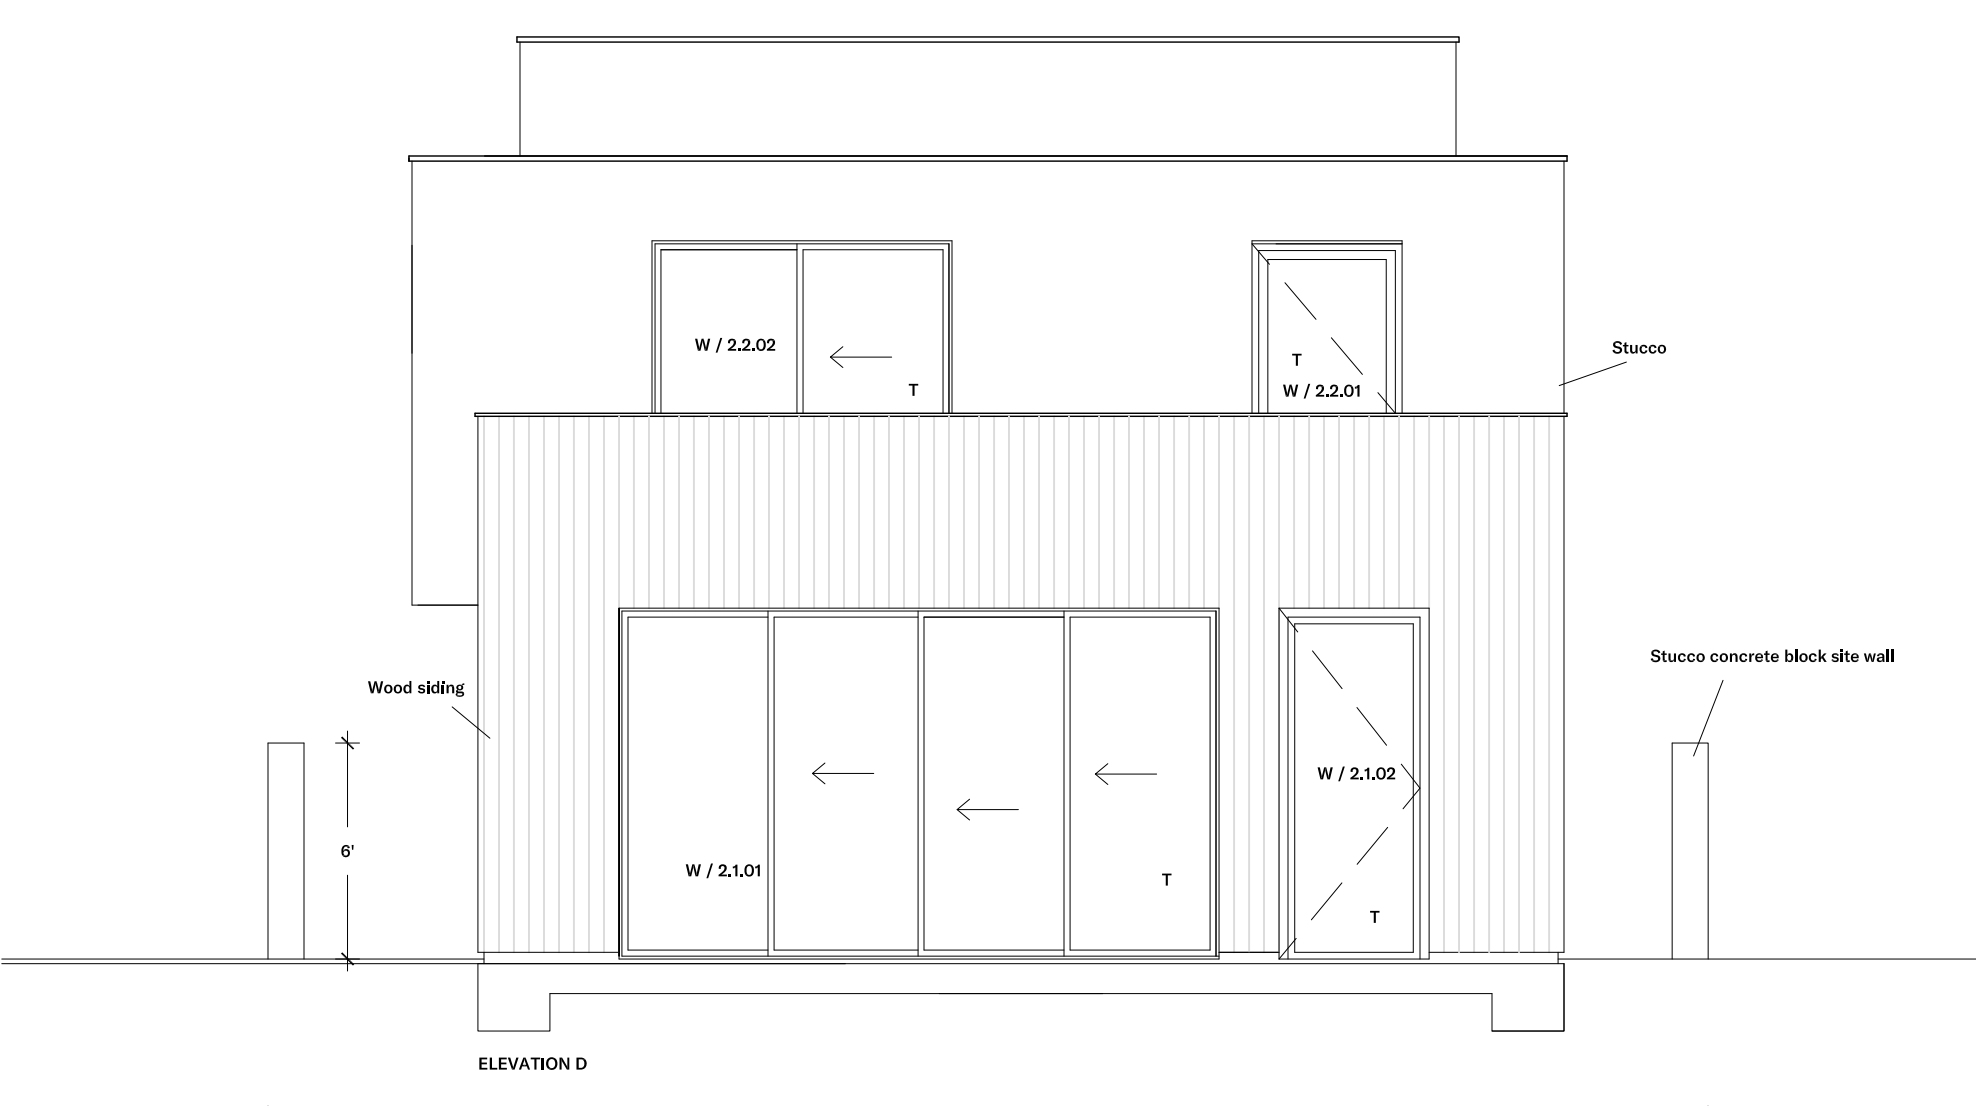 W / 2.2.02
T
T
W / 2.2.01
Stucco
Wood siding
Stucco concrete block site wall
6'
W / 2.1.01
T
W / 2.1.02
T
ELEVATION D